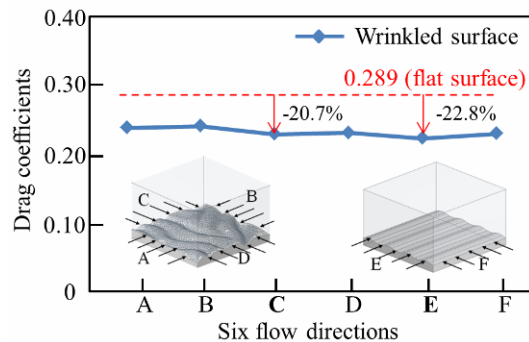 0.40
Wrinkled surface
0.30
0.289 (flat surface)
-20.7%
-22.8%
0.20
C
B
0.10
A
D
E
F
0
A B C D E F
Six flow directions
Drag coefficients